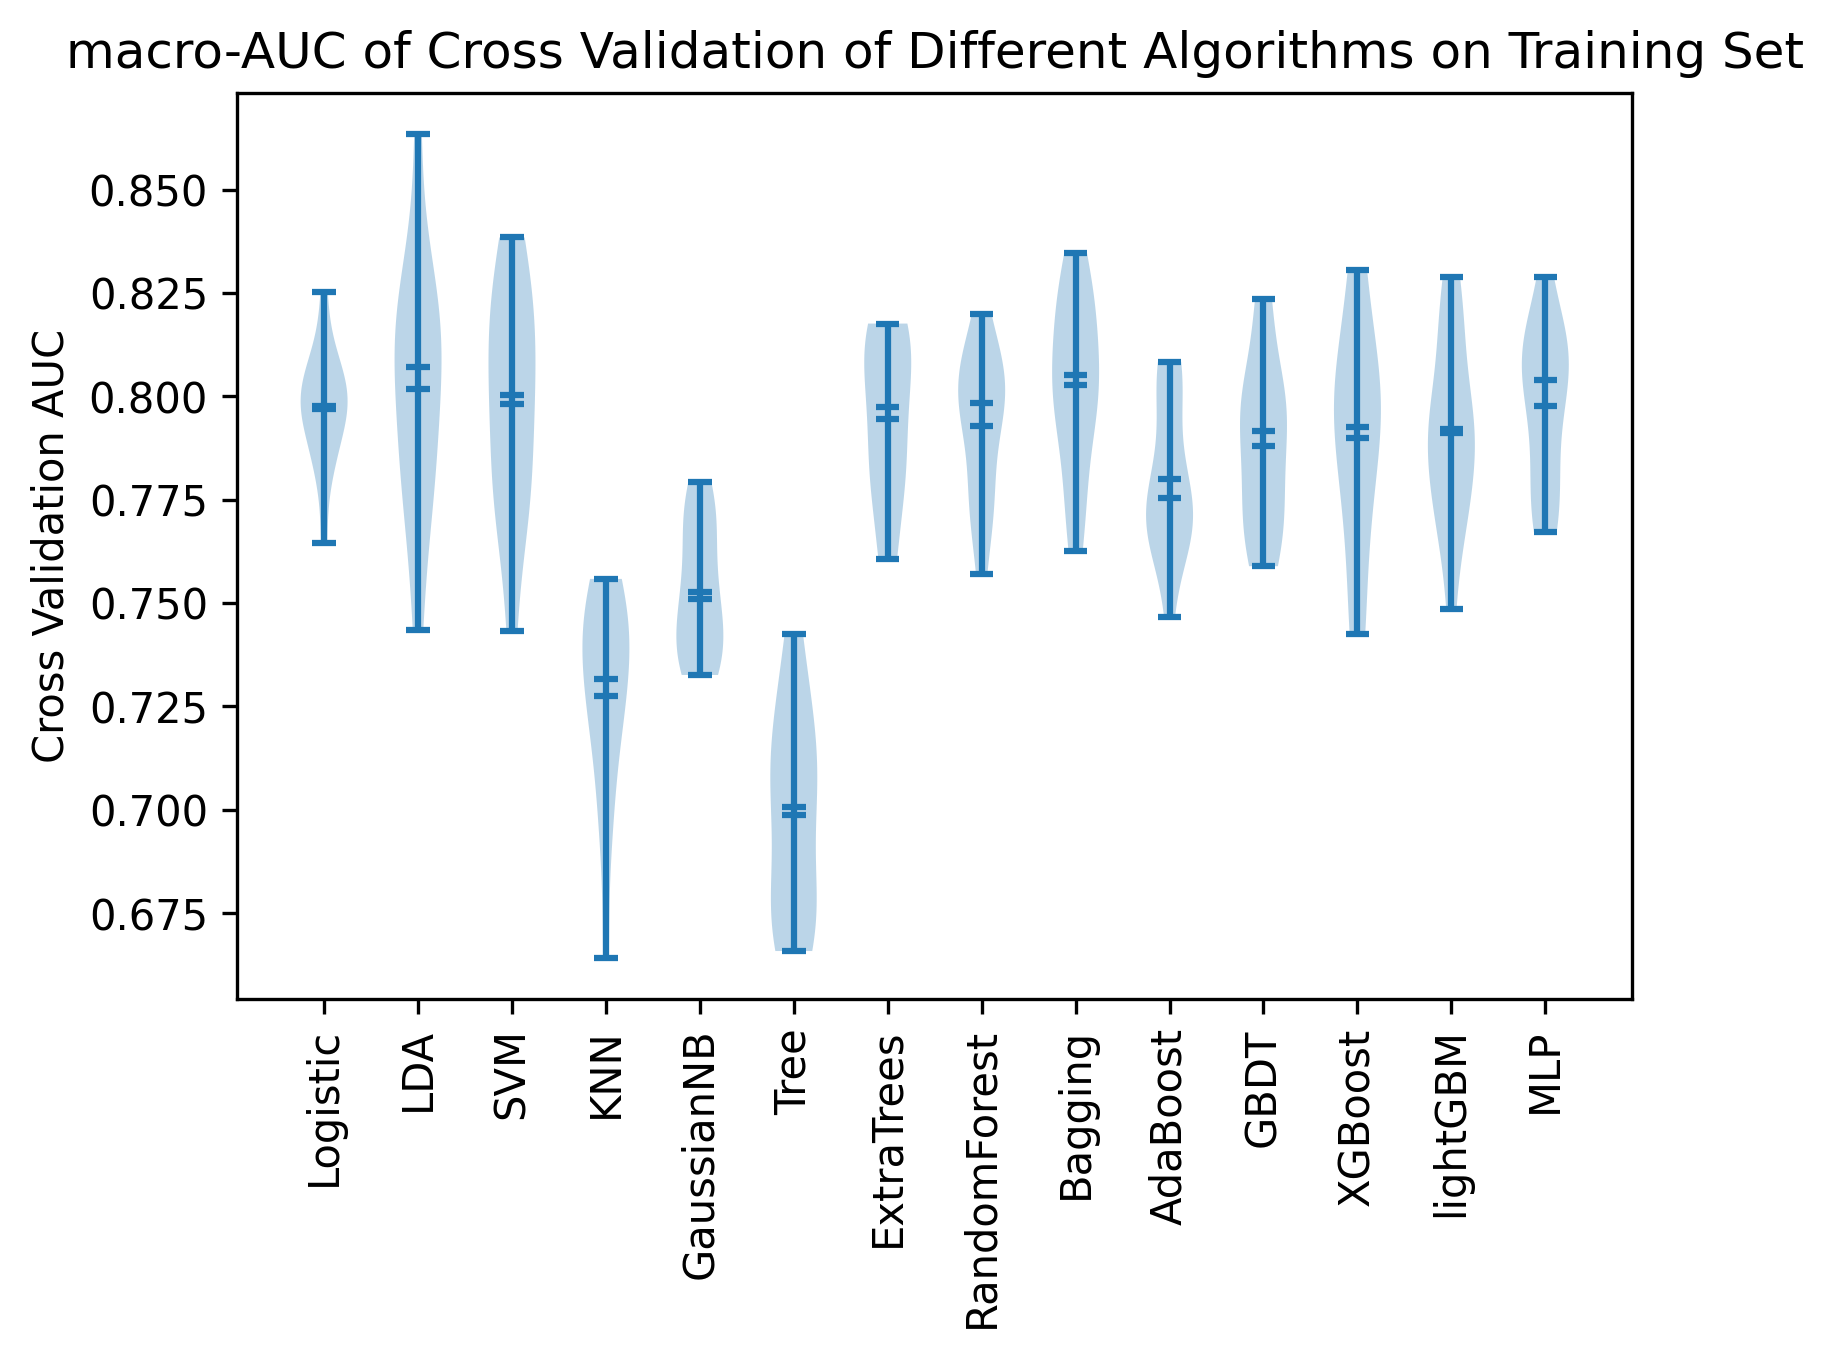 macro-AUC of Cross Validation of Different Algorithms on Training Set
Cross Validation AUC
0.850
0.825
0.800
0.775
0.750
0.725
0.700
0.675
Logistic
LDA
SVM
KNN
GaussianNB
Tree
ExtraTrees
RandomForest
Bagging
AdaBoost
GBDT
XGBoost
lightGBM
MLP